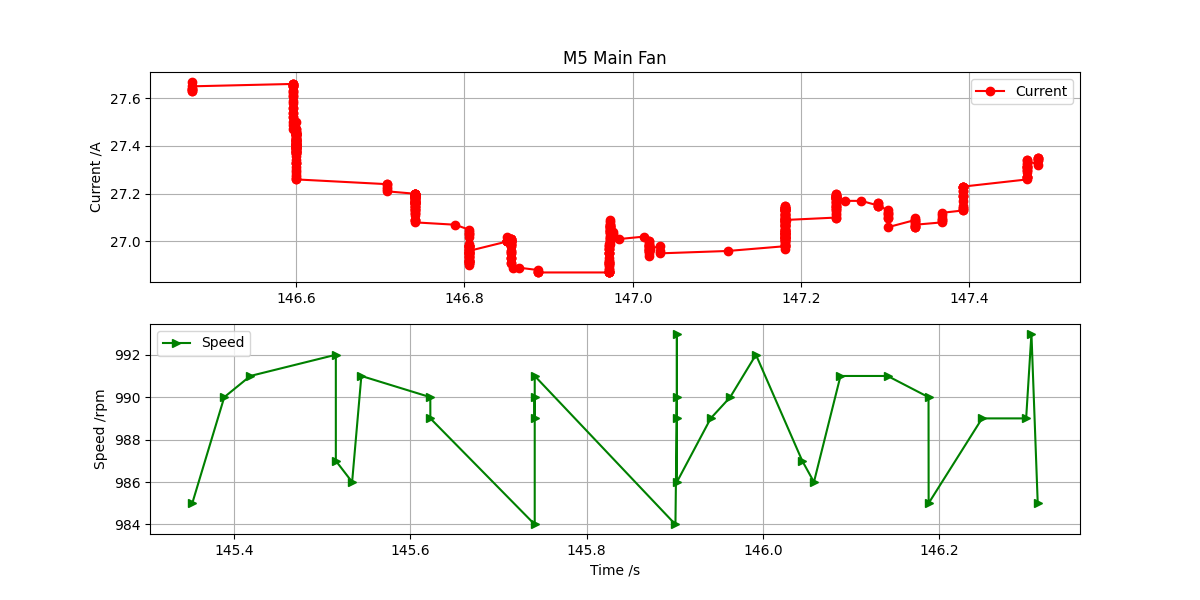 M5 Main Fan
Current
27.6
27.4
27.2
27.0
Current /A
146.6 146.8 147.0 147.2 147.4
Speed
992
990
988
986
984
Speed /rpm
145.4 145.6 145.8 146.0 146.2
Time /s